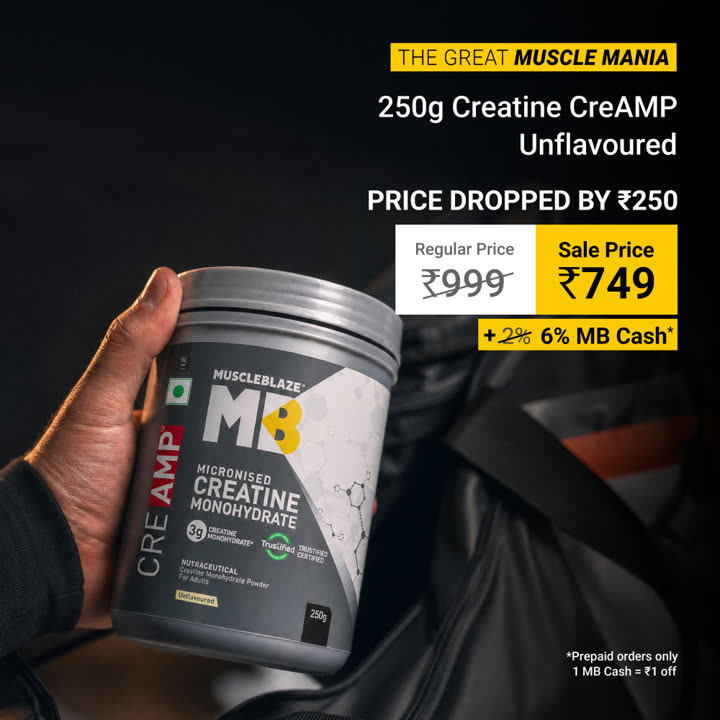 THE GREAT MUSCLE MANIA
250g Creatine CreAMP
Unflavoured
PRICE DROPPED BY ₹250
Regular Price
₹999
Sale Price
₹749
+ 2% 6% MB Cash*
MUSCLEBLAZE®
MB
CRE AMP™
MICRONISED
CREATINE
MONOHYDRATE
3g CREATINE
MONOHYDRATE*
Trustified
TRUSTIFIED
CERTIFIED
NUTRACEUTICAL
Creatine Monohydrate Powder
For Adults
Unflavoured
250g
*Prepaid orders only
1 MB Cash = ₹1 off